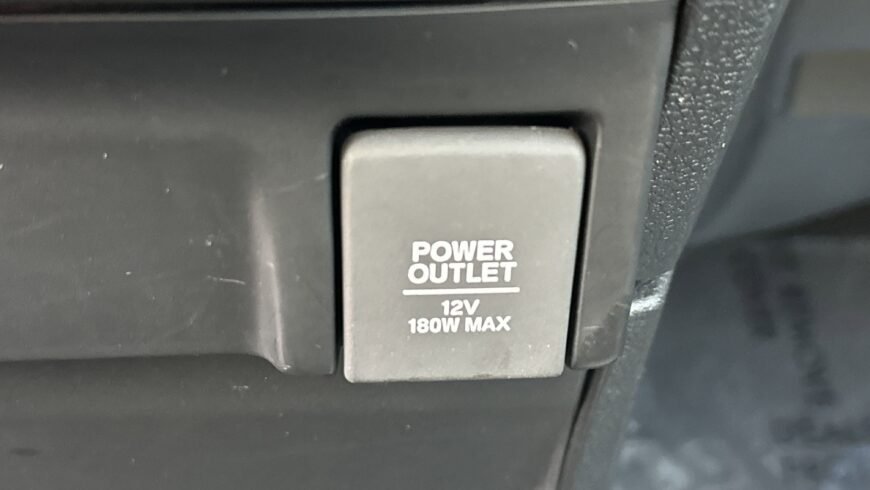 POWER
OUTLET
12V
180W MAX